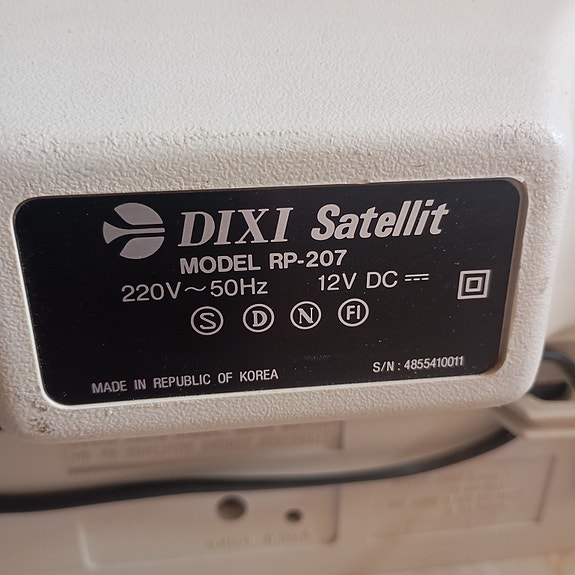 DIXI Satellit
MODEL RP-207
220V～50Hz 12V DC ⎓
S D N FI
MADE IN REPUBLIC OF KOREA
S/N : 4855410011